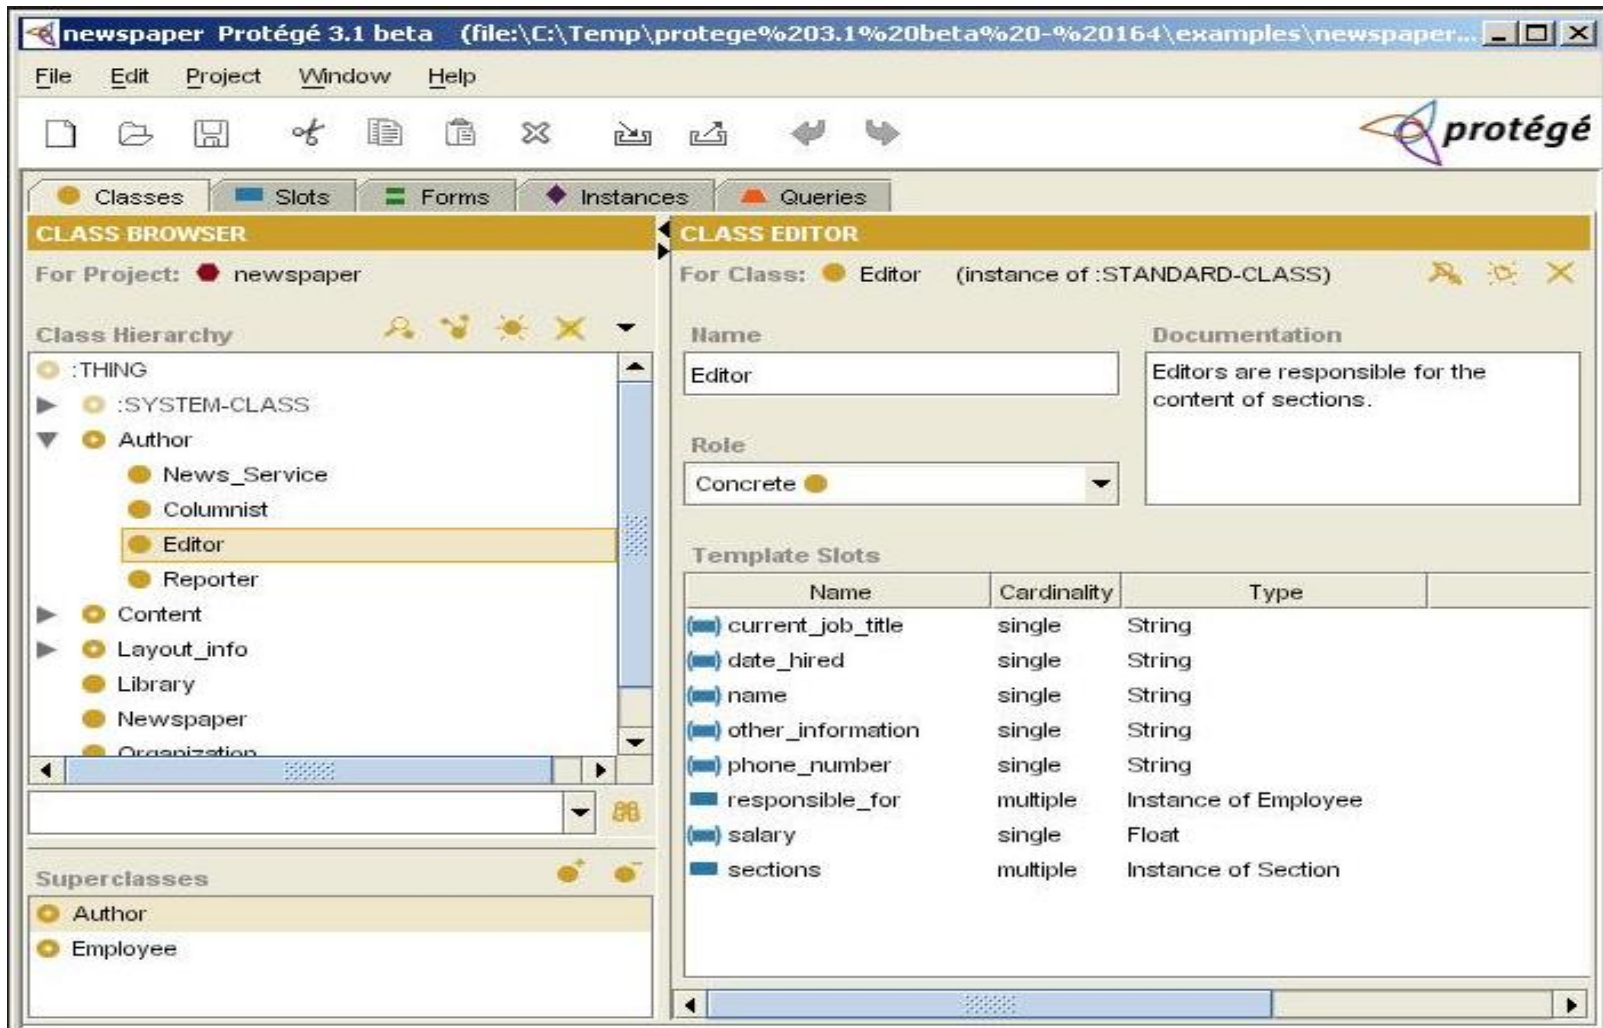 newspaper Protégé 3.1 beta (file:\C:\Temp\protege%203.1%20beta%20-%20164\examples\newspaper...
File Edit Project Window Help
protégé
Classes Slots Forms Instances Queries
CLASS BROWSER
For Project: newspaper
Class Hierarchy
:THING
:SYSTEM-CLASS
Author
News_Service
Columnist
Editor
Reporter
Content
Layout_info
Library
Newspaper
Organization
Superclasses
Author
Employee
CLASS EDITOR
For Class: Editor (instance of :STANDARD-CLASS)
Name
Editor
Role
Concrete
Documentation
Editors are responsible for the
content of sections.
Template Slots
Name Cardinality Type
current_job_title single String
date_hired single String
name single String
other_information single String
phone_number single String
responsible_for multiple Instance of Employee
salary single Float
sections multiple Instance of Section